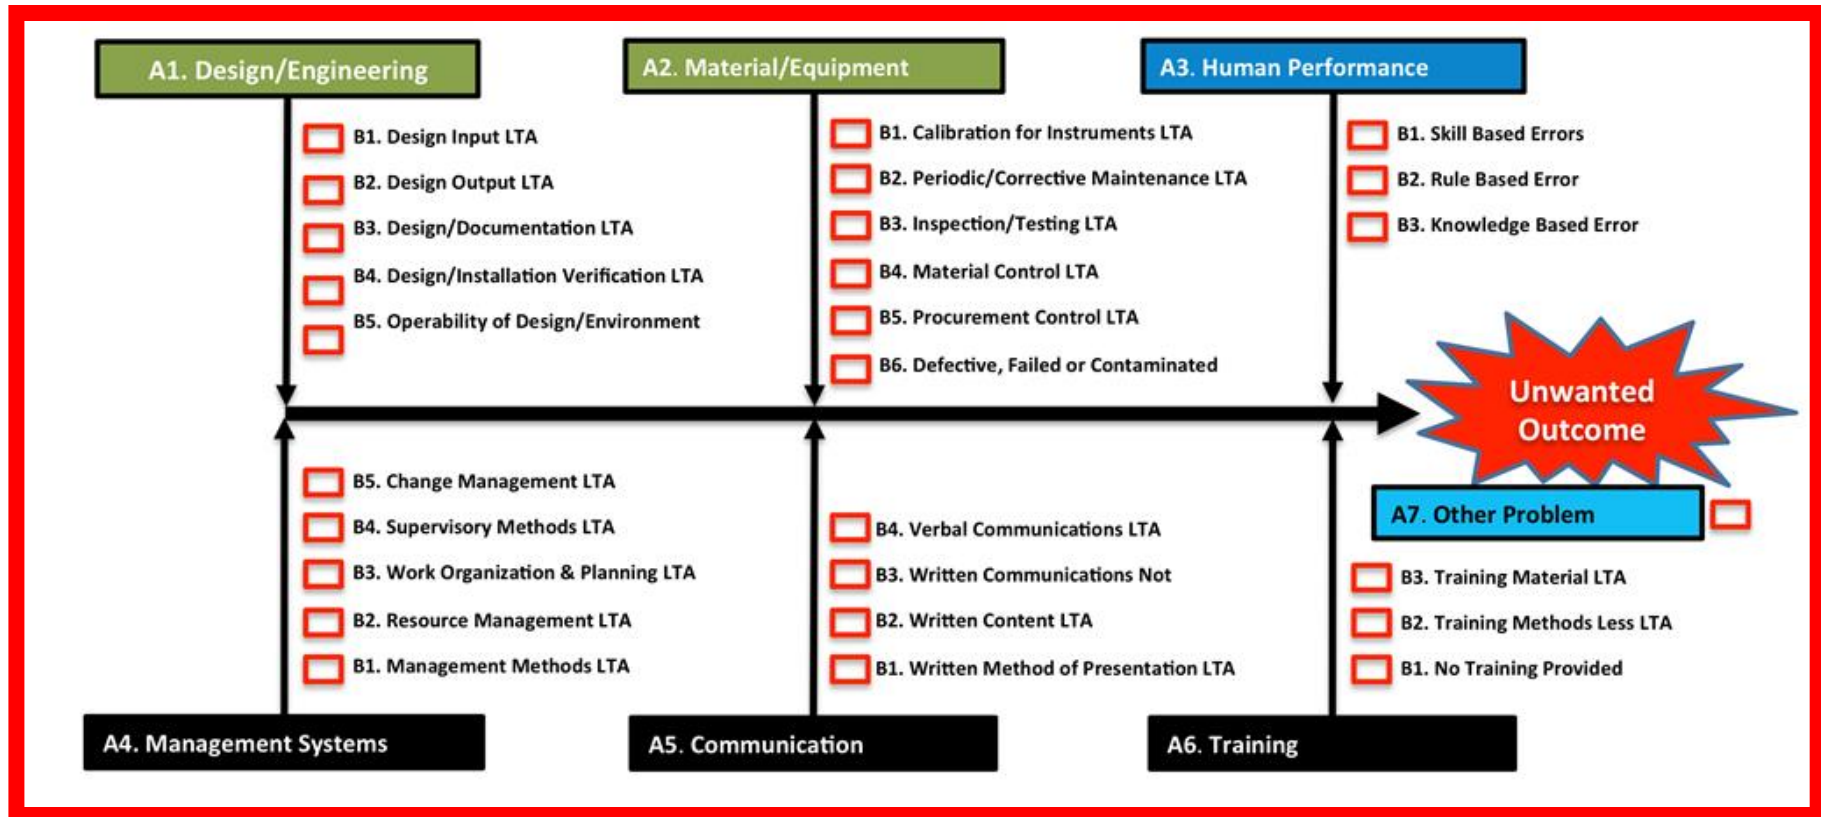 A1. Design/Engineering
B1. Design Input LTA
B2. Design Output LTA
B3. Design/Documentation LTA
B4. Design/Installation Verification LTA
B5. Operability of Design/Environment
A2. Material/Equipment
B1. Calibration for Instruments LTA
B2. Periodic/Corrective Maintenance LTA
B3. Inspection/Testing LTA
B4. Material Control LTA
B5. Procurement Control LTA
B6. Defective, Failed or Contaminated
A3. Human Performance
B1. Skill Based Errors
B2. Rule Based Error
B3. Knowledge Based Error
Unwanted
Outcome
A7. Other Problem
B5. Change Management LTA
B4. Supervisory Methods LTA
B3. Work Organization & Planning LTA
B2. Resource Management LTA
B1. Management Methods LTA
A4. Management Systems
B4. Verbal Communications LTA
B3. Written Communications Not
B2. Written Content LTA
B1. Written Method of Presentation LTA
A5. Communication
B3. Training Material LTA
B2. Training Methods Less LTA
B1. No Training Provided
A6. Training